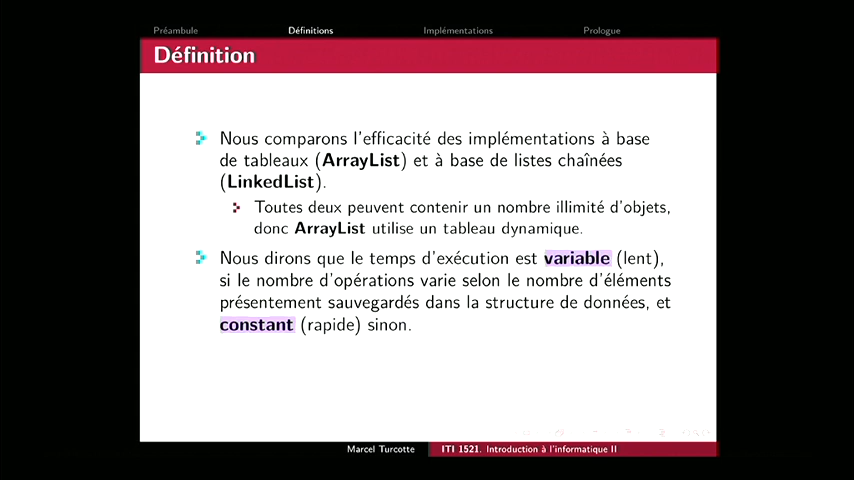 Préambule Définitions Implémentations Prologue
Définition
Nous comparons l'efficacité des implémentations à base
de tableaux (ArrayList) et à base de listes chaînées
(LinkedList).
Toutes deux peuvent contenir un nombre illimité d'objets,
donc ArrayList utilise un tableau dynamique.
Nous dirons que le temps d'exécution est variable (lent),
si le nombre d'opérations varie selon le nombre d'éléments
présentement sauvegardés dans la structure de données, et
constant (rapide) sinon.
Marcel Turcotte ITI 1521. Introduction à l'informatique II